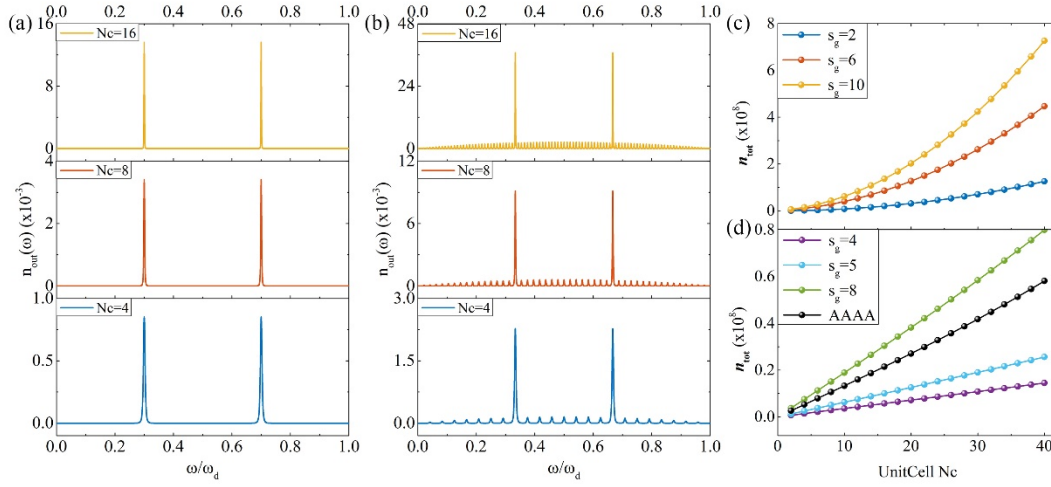 (a)
0.0 0.2 0.4 0.6 0.8 1.0
16
12
8
4
0
Nc=16
4
2
0
Nc=8
1.0
0.5
0.0
Nc=4
n_out(ω) (x10^-3)
0.0 0.2 0.4 0.6 0.8 1.0
ω/ω_d
(b)
0.0 0.2 0.4 0.6 0.8 1.0
48
24
0
Nc=16
12
6
0
Nc=8
3.0
1.5
0.0
Nc=4
n_out(ω) (x10^-3)
0.0 0.2 0.4 0.6 0.8 1.0
ω/ω_d
(c)
8
6
4
2
0
n_tot (x10^8)
s_g=2
s_g=6
s_g=10
(d)
0.8
0.6
0.4
0.2
0.0
n_tot (x10^8)
s_g=4
s_g=5
s_g=8
AAAA
0 10 20 30 40
UnitCell Nc